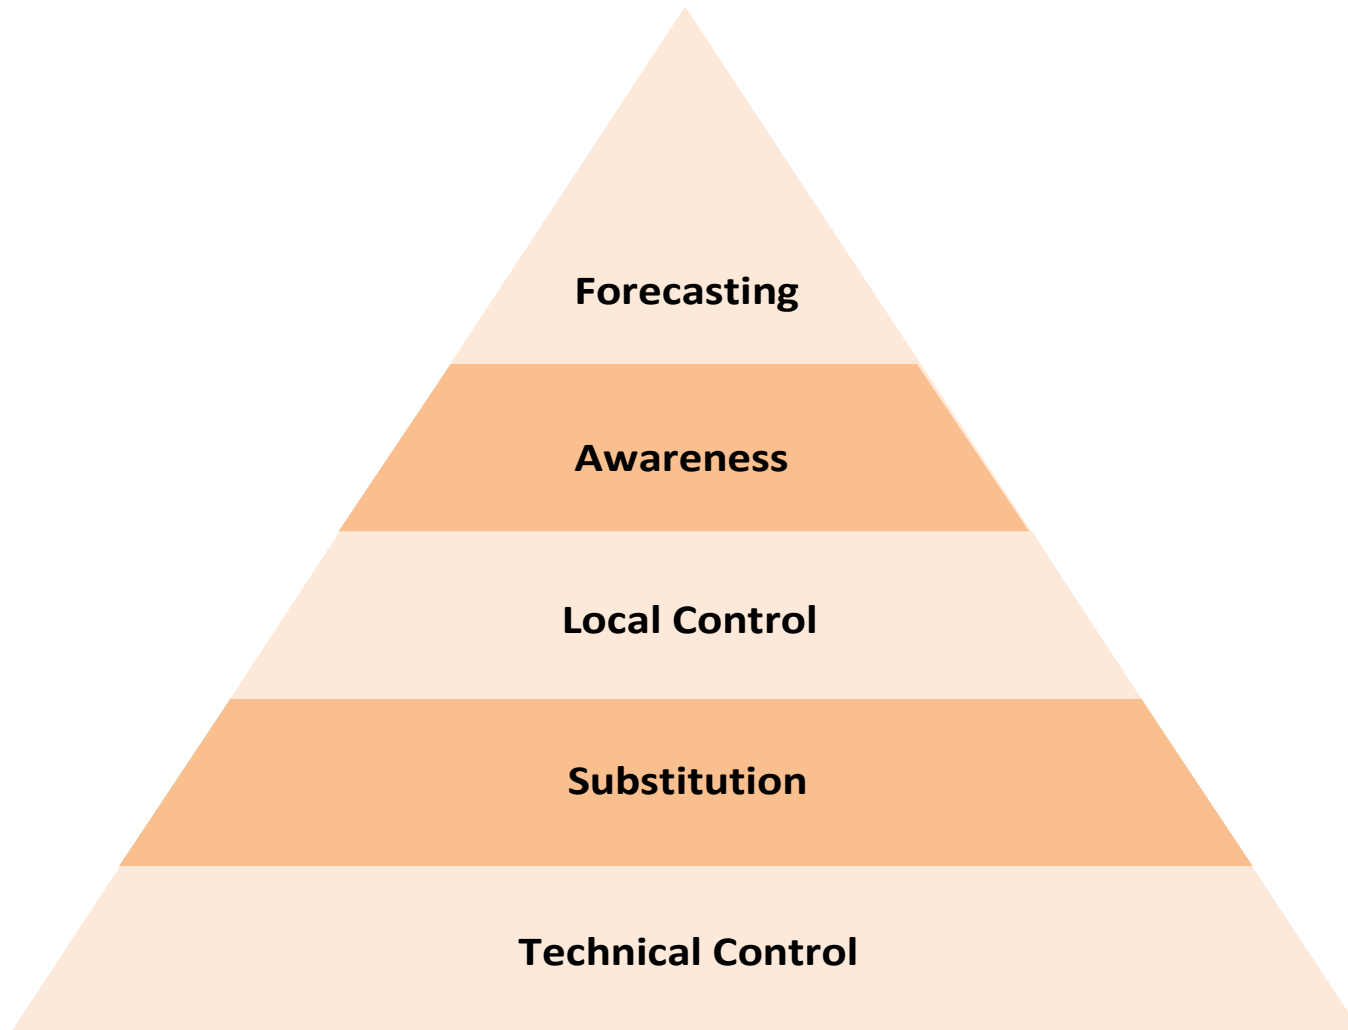 Forecasting
Awareness
Local Control
Substitution
Technical Control